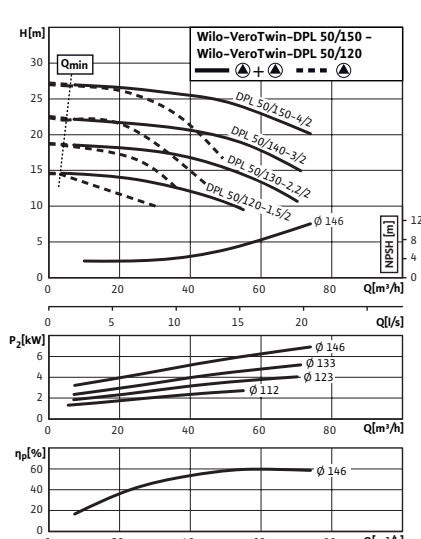 H[m]
Wilo-VeroTwin-DPL 50/150 –
Wilo-VeroTwin-DPL 50/120
+
Qmin
30
25
20
15
10
5
0
DPL 50/150-4/2
DPL 50/140-3/2
DPL 50/130-2,2/2
DPL 50/120-1,5/2
Ø 146
NPSH [m]
12
8
4
0
0 20 40 60 80 Q[m³/h]
0 5 10 15 20 Q[l/s]
P2[kW]
6
4
2
0
Ø 146
Ø 133
Ø 123
Ø 112
0 20 40 60 80 Q[m³/h]
ηp[%]
60
40
20
0
Ø 146